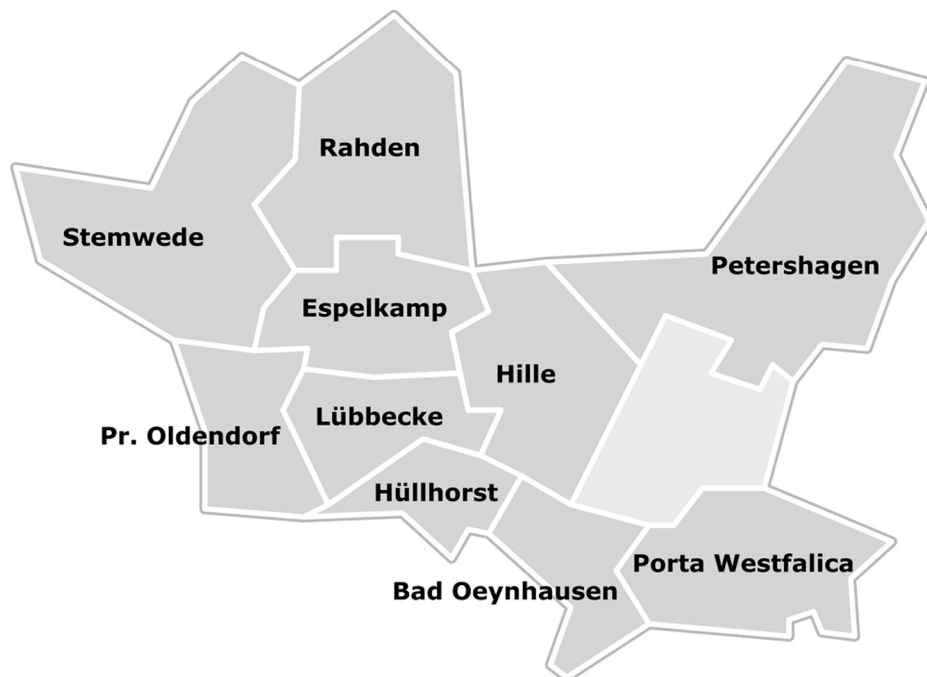 Rahden
Stemwede
Petershagen
Espelkamp
Hille
Lübbecke
Pr. Oldendorf
Hüllhorst
Porta Westfalica
Bad Oeynhausen